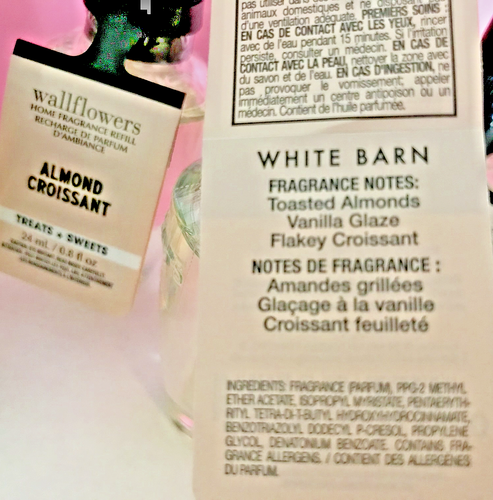 wallflowers
HOME FRAGRANCE REFILL
RECHARGE DE PARFUM
D'AMBIANCE
ALMOND
CROISSANT
TREATS + SWEETS
24 mL / 0.8 fl oz
animaux domestiques et ne
d'une ventilation adéquate. PREMIERS SOINS :
EN CAS DE CONTACT AVEC LES YEUX, rincer
avec de l'eau pendant 15 minutes. Si l'irritation
persiste, consulter un médecin. EN CAS DE
CONTACT AVEC LA PEAU, nettoyer la zone avec
du savon et de l'eau. EN CAS D'INGESTION, ne
pas provoquer le vomissement; appeler
immédiatement un centre antipoison ou un
médecin. Contient de l'huile parfumée.
WHITE BARN
FRAGRANCE NOTES:
Toasted Almonds
Vanilla Glaze
Flakey Croissant
NOTES DE FRAGRANCE :
Amandes grillées
Glaçage à la vanille
Croissant feuilleté
INGREDIENTS: FRAGRANCE (PARFUM), PPG-2 METHYL
ETHER ACETATE, ISOPROPYL MYRISTATE, PENTAERYTH-
RITYL TETRA-DI-T-BUTYL HYDROXYHYDROCINNAMATE,
BENZOTRIAZOLYL DODECYL P-CRESOL, PROPYLENE
GLYCOL, DENATONIUM BENZOATE. CONTAINS FRA-
GRANCE ALLERGENS. / CONTIENT DES ALLERGÈNES
DU PARFUM.